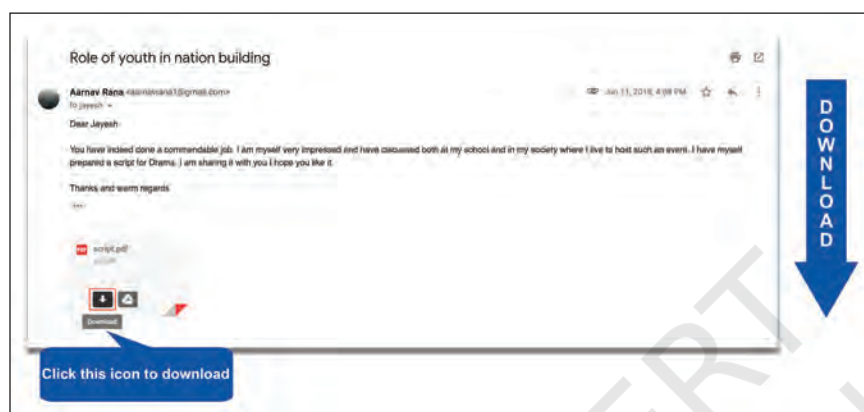 Role of youth in nation building
Aarnav Rana
to jayesh
Jun 11, 2018, 4:08 PM
Dear Jayesh
You have indeed done a commendable job. I am myself very impressed and have discussed both at my school and in my society where I live to host such an event. I have myself
prepared a script for Drama. I am sharing it with you I hope you like it.
Thanks and warm regards
PDF script.pdf
Download
Click this icon to download
DOWNLOAD